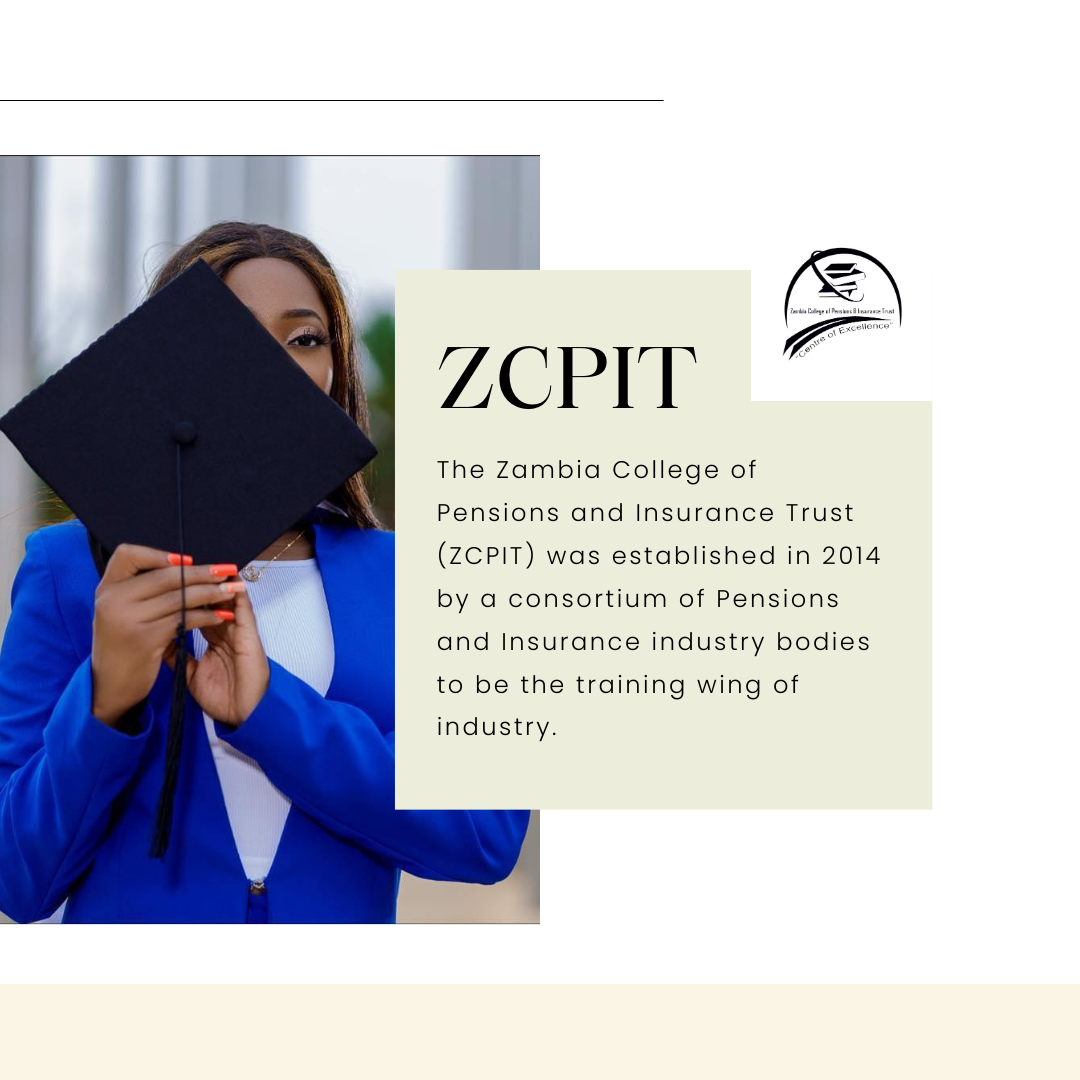 Zambia College of Pensions & Insurance Trust
"Centre of Excellence"
ZCPIT
The Zambia College of
Pensions and Insurance Trust
(ZCPIT) was established in 2014
by a consortium of Pensions
and Insurance industry bodies
to be the training wing of
industry.